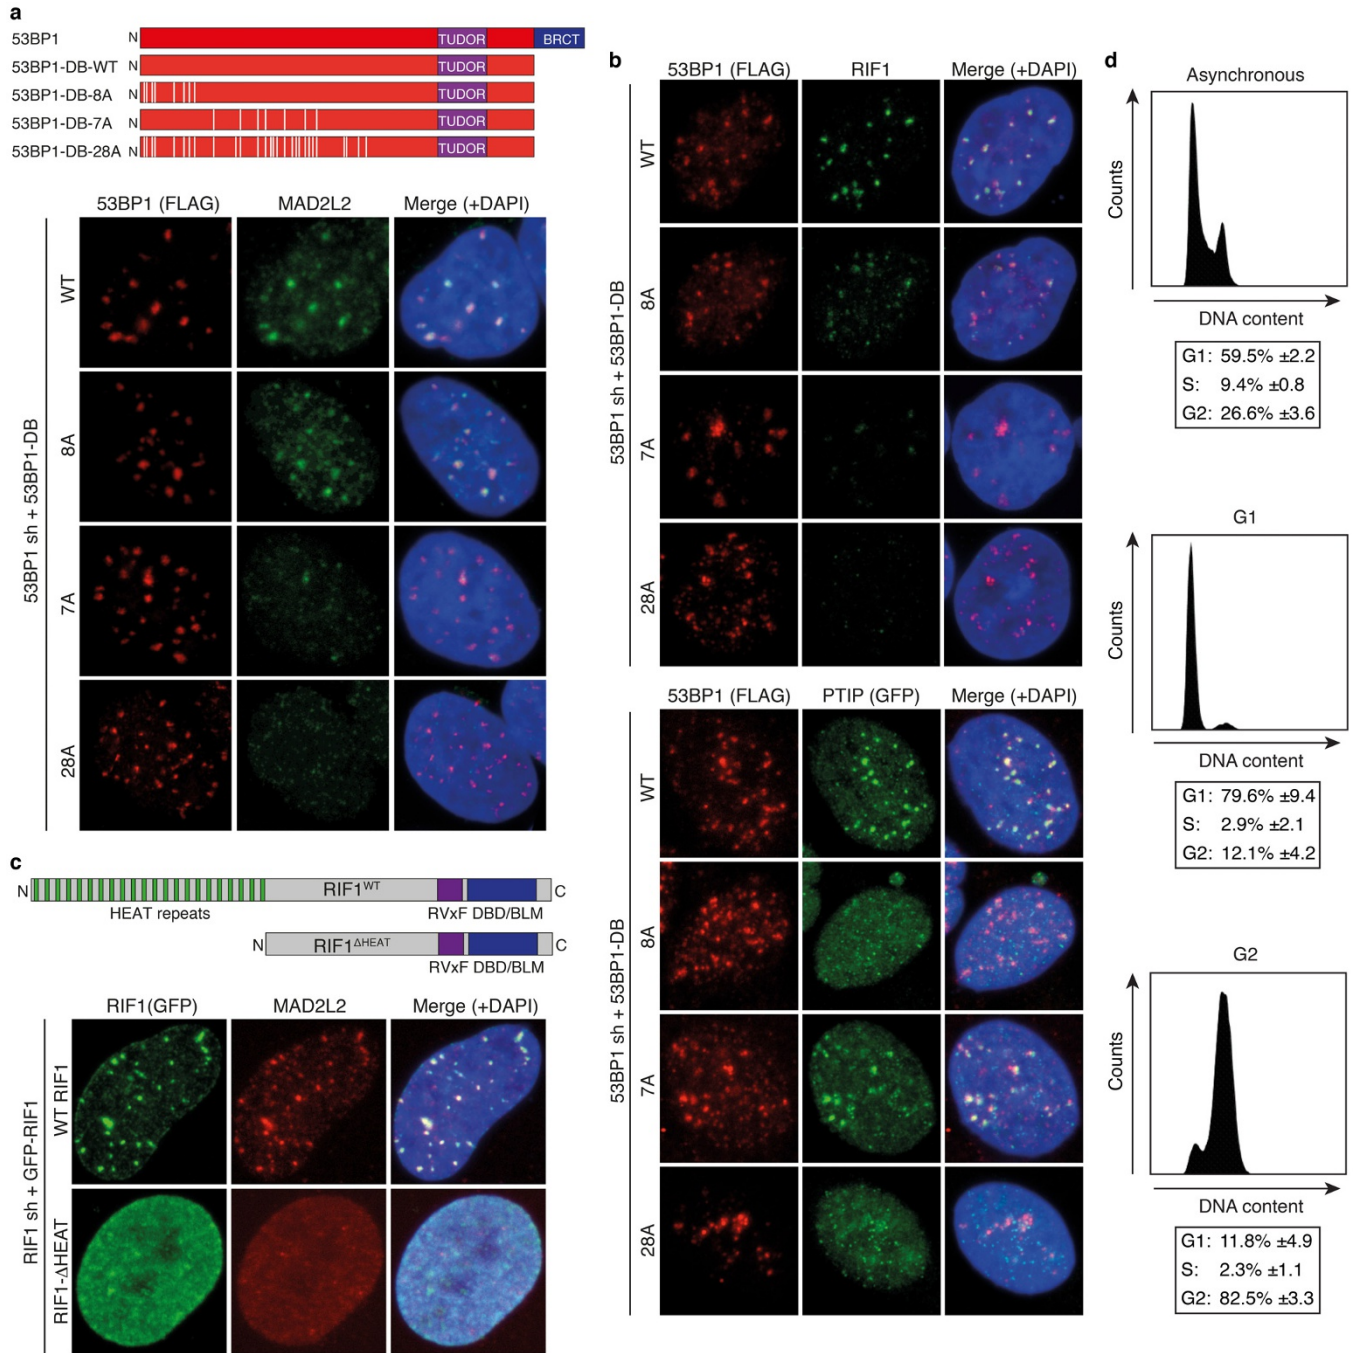 a
53BP1 N TUDOR BRCT
53BP1-DB-WT N TUDOR
53BP1-DB-8A N TUDOR
53BP1-DB-7A N TUDOR
53BP1-DB-28A N TUDOR
53BP1 (FLAG) MAD2L2 Merge (+DAPI)
53BP1 sh + 53BP1-DB
WT
8A
7A
28A
b
53BP1 (FLAG) RIF1 Merge (+DAPI)
53BP1 sh + 53BP1-DB
WT
8A
7A
28A
53BP1 (FLAG) PTIP (GFP) Merge (+DAPI)
53BP1 sh + 53BP1-DB
WT
8A
7A
28A
c
N RIF1WT C
HEAT repeats RVxF DBD/BLM
N RIF1ΔHEAT C
RVxF DBD/BLM
RIF1(GFP) MAD2L2 Merge (+DAPI)
RIF1 sh + GFP-RIF1
WT RIF1
RIF1-ΔHEAT
d
Asynchronous
Counts
DNA content
G1: 59.5% ±2.2
S: 9.4% ±0.8
G2: 26.6% ±3.6
G1
Counts
DNA content
G1: 79.6% ±9.4
S: 2.9% ±2.1
G2: 12.1% ±4.2
G2
Counts
DNA content
G1: 11.8% ±4.9
S: 2.3% ±1.1
G2: 82.5% ±3.3